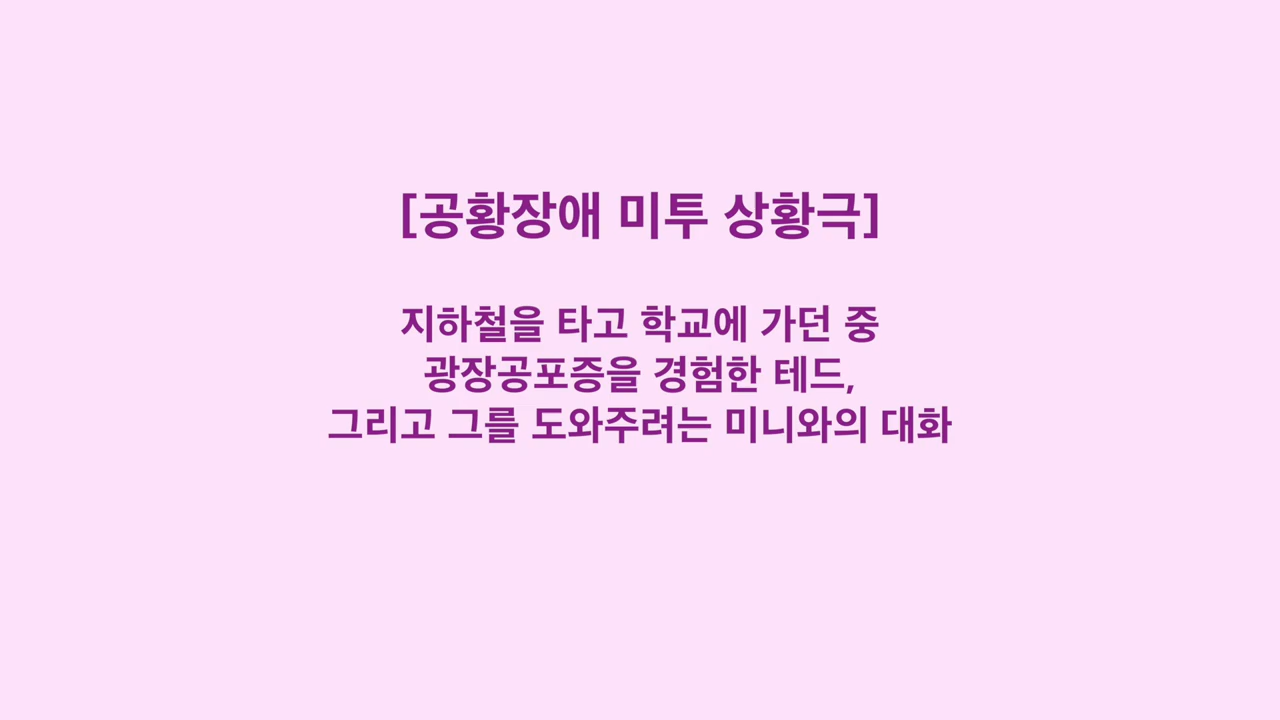 [공황장애 미투 상황극]
지하철을 타고 학교에 가던 중
광장공포증을 경험한 테드,
그리고 그를 도와주려는 미니와의 대화